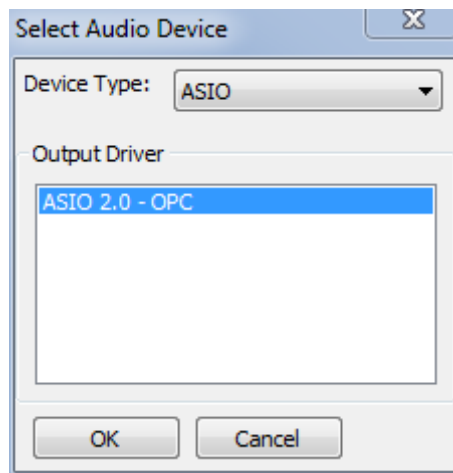 Select Audio Device
Device Type:
ASIO
Output Driver
ASIO 2.0 - OPC
OK
Cancel